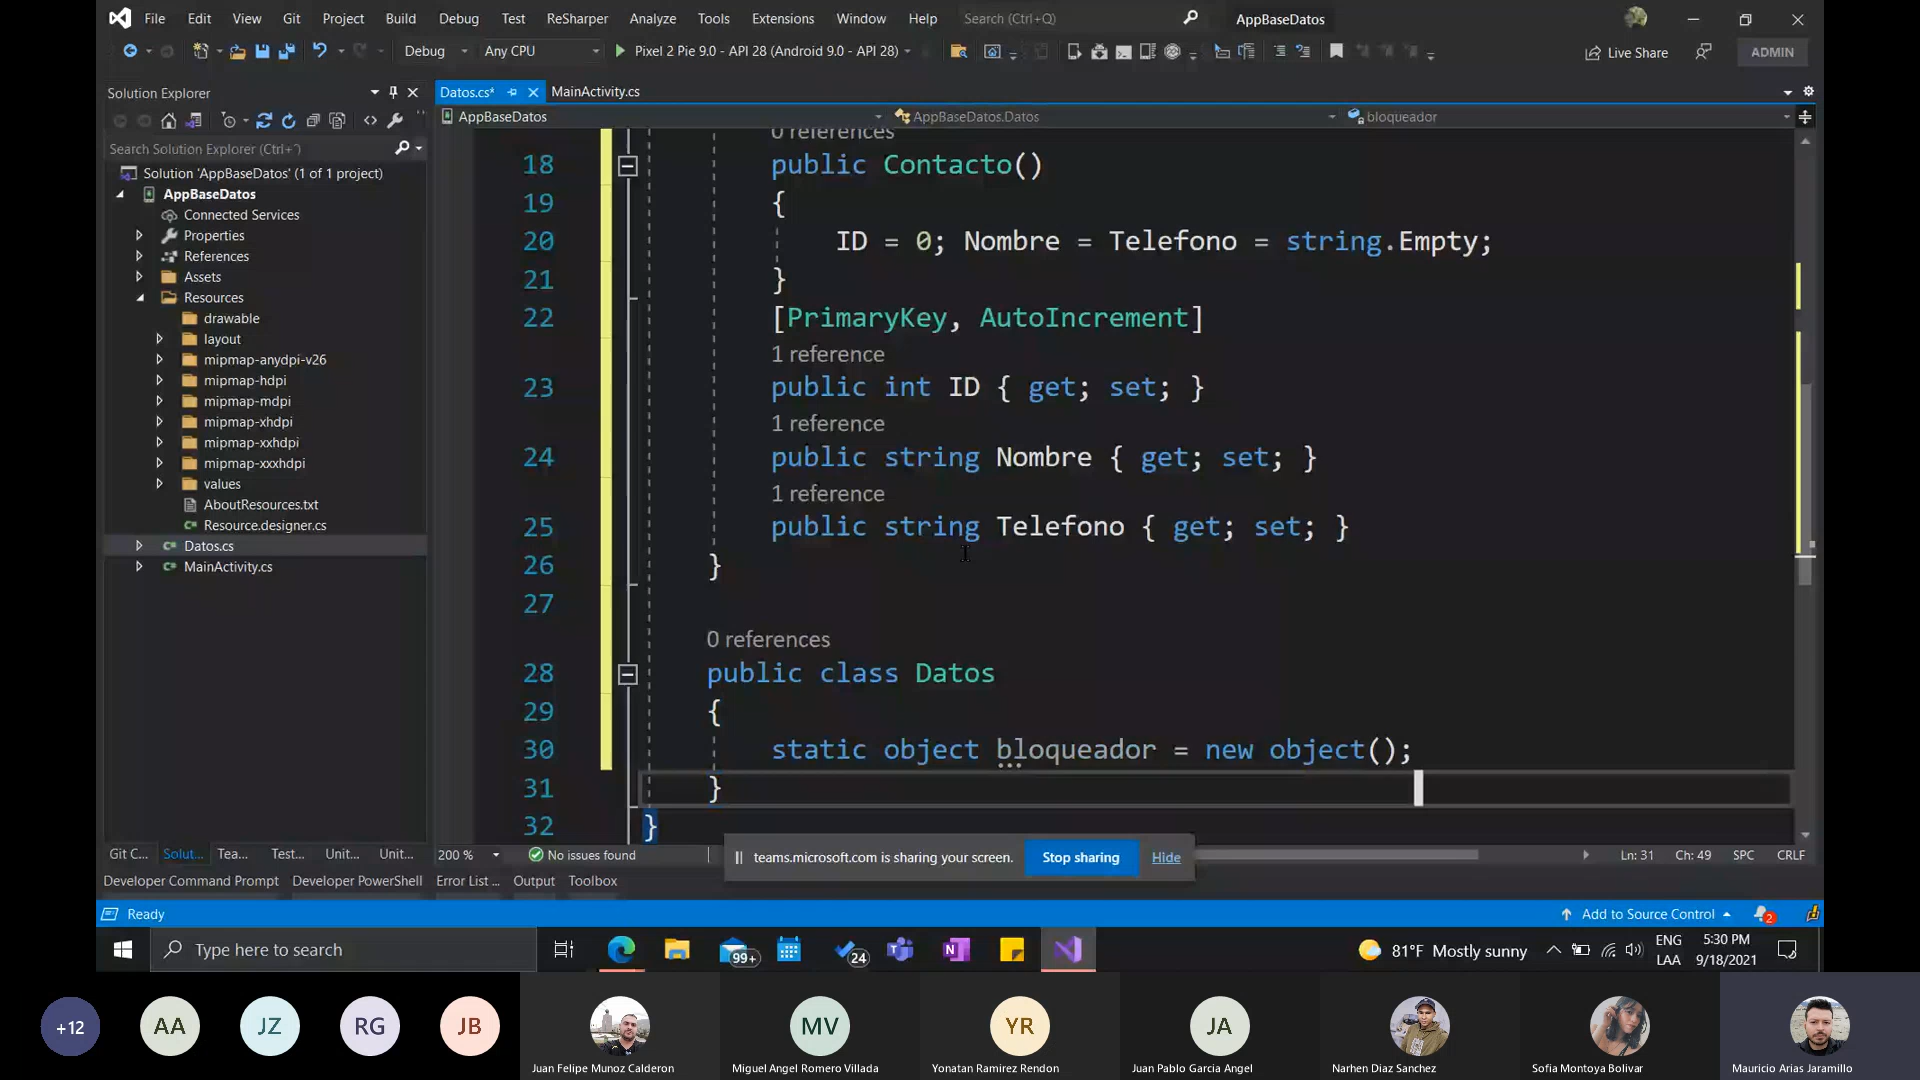 File Edit View Git Project Build Debug Test ReSharper Analyze Tools Extensions Window Help Search (Ctrl+Q) AppBaseDatos
Debug Any CPU Pixel 2 Pie 9.0 - API 28 (Android 9.0 - API 28) Live Share ADMIN
Solution Explorer
Datos.cs* MainActivity.cs
AppBaseDatos AppBaseDatos.Datos bloqueador
Search Solution Explorer (Ctrl+¨)
Solution 'AppBaseDatos' (1 of 1 project)
AppBaseDatos
Connected Services
Properties
References
Assets
Resources
drawable
layout
mipmap-anydpi-v26
mipmap-hdpi
mipmap-mdpi
mipmap-xhdpi
mipmap-xxhdpi
mipmap-xxxhdpi
values
AboutResources.txt
Resource.designer.cs
Datos.cs
MainActivity.cs
0 references
18 public Contacto()
19 {
20 ID = 0; Nombre = Telefono = string.Empty;
21 }
22 [PrimaryKey, AutoIncrement]
1 reference
23 public int ID { get; set; }
1 reference
24 public string Nombre { get; set; }
1 reference
25 public string Telefono { get; set; }
26 }
27
0 references
28 public class Datos
29 {
30 static object bloqueador = new object();
31 }
32 }
Git C... Solut... Tea... Test... Unit... Unit... 200 % No issues found Ln: 31 Ch: 49 SPC CRLF
teams.microsoft.com is sharing your screen. Stop sharing Hide
Developer Command Prompt Developer PowerShell Error List ... Output Toolbox
Ready Add to Source Control 2
Type here to search 99+ 24 81°F Mostly sunny ENG LAA 5:30 PM 9/18/2021
+12 AA JZ RG JB MV YR JA
Juan Felipe Munoz Calderon Miguel Angel Romero Villada Yonatan Ramirez Rendon Juan Pablo Garcia Angel Narhen Diaz Sanchez Sofia Montoya Bolivar Mauricio Arias Jaramillo